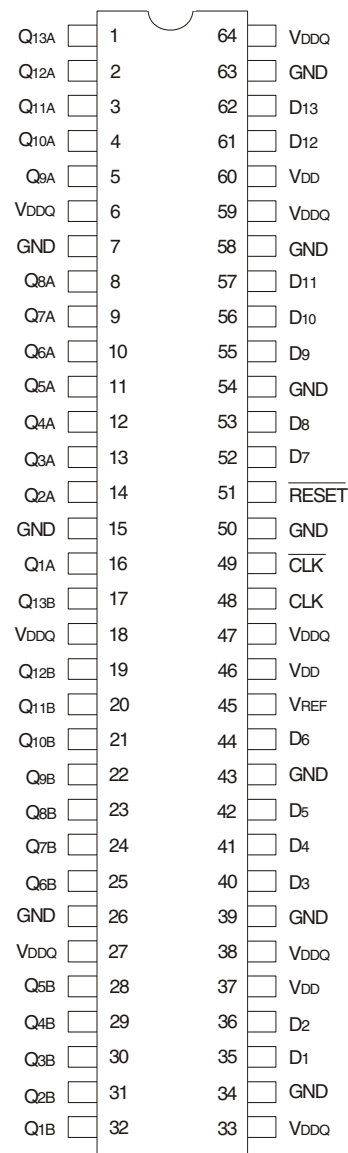 Q13A 1 64 VDDQ
Q12A 2 63 GND
Q11A 3 62 D13
Q10A 4 61 D12
Q9A 5 60 VDD
VDDQ 6 59 VDDQ
GND 7 58 GND
Q8A 8 57 D11
Q7A 9 56 D10
Q6A 10 55 D9
Q5A 11 54 GND
Q4A 12 53 D8
Q3A 13 52 D7
Q2A 14 51 R̅E̅S̅E̅T̅
GND 15 50 GND
Q1A 16 49 C̅L̅K̅
Q13B 17 48 CLK
VDDQ 18 47 VDDQ
Q12B 19 46 VDD
Q11B 20 45 VREF
Q10B 21 44 D6
Q9B 22 43 GND
Q8B 23 42 D5
Q7B 24 41 D4
Q6B 25 40 D3
GND 26 39 GND
VDDQ 27 38 VDDQ
Q5B 28 37 VDD
Q4B 29 36 D2
Q3B 30 35 D1
Q2B 31 34 GND
Q1B 32 33 VDDQ